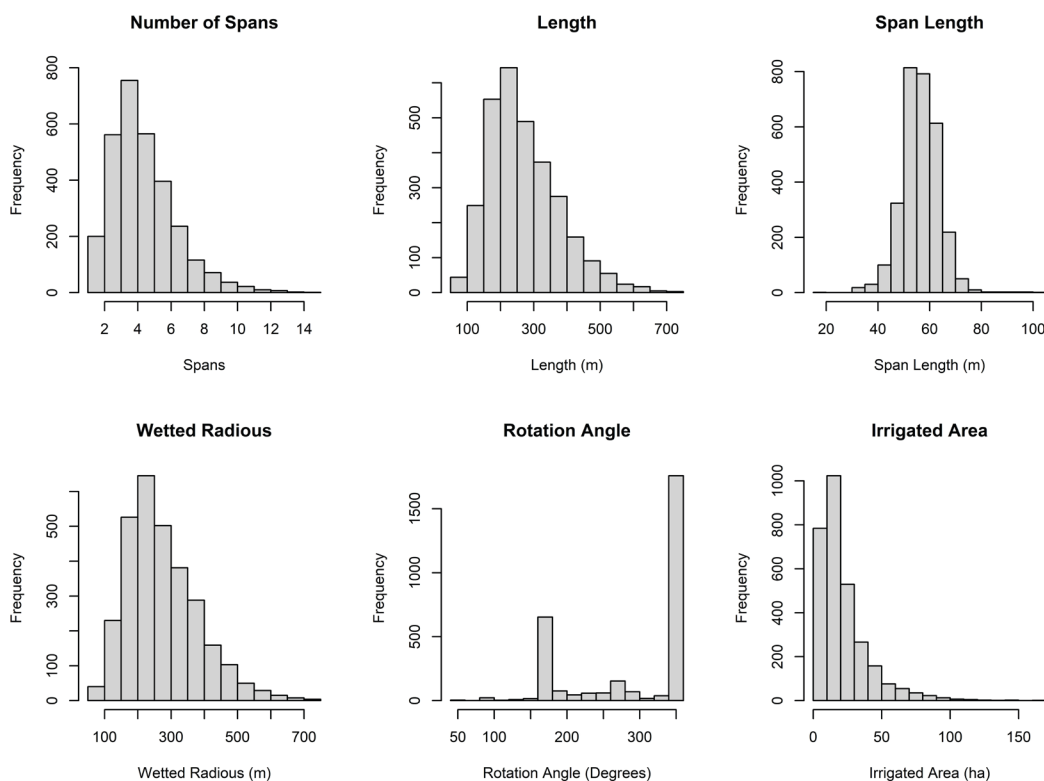 Number of Spans
Frequency
0 200 400 600 800
2 4 6 8 10 12 14
Spans
Length
Frequency
0 100 300 500
100 300 500 700
Length (m)
Span Length
Frequency
0 200 400 600 800
20 40 60 80 100
Span Length (m)
Wetted Radious
Frequency
0 100 300 500
100 300 500 700
Wetted Radious (m)
Rotation Angle
Frequency
0 500 1000 1500
50 100 200 300
Rotation Angle (Degrees)
Irrigated Area
Frequency
0 200 400 600 800 1000
0 50 100 150
Irrigated Area (ha)